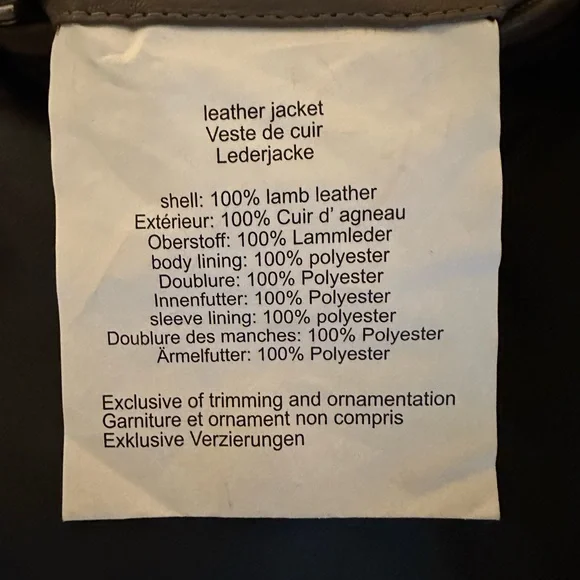 leather jacket
Veste de cuir
Lederjacke
shell: 100% lamb leather
Extérieur: 100% Cuir d' agneau
Oberstoff: 100% Lammleder
body lining: 100% polyester
Doublure: 100% Polyester
Innenfutter: 100% Polyester
sleeve lining: 100% polyester
Doublure des manches: 100% Polyester
Ärmelfutter: 100% Polyester
Exclusive of trimming and ornamentation
Garniture et ornament non compris
Exklusive Verzierungen